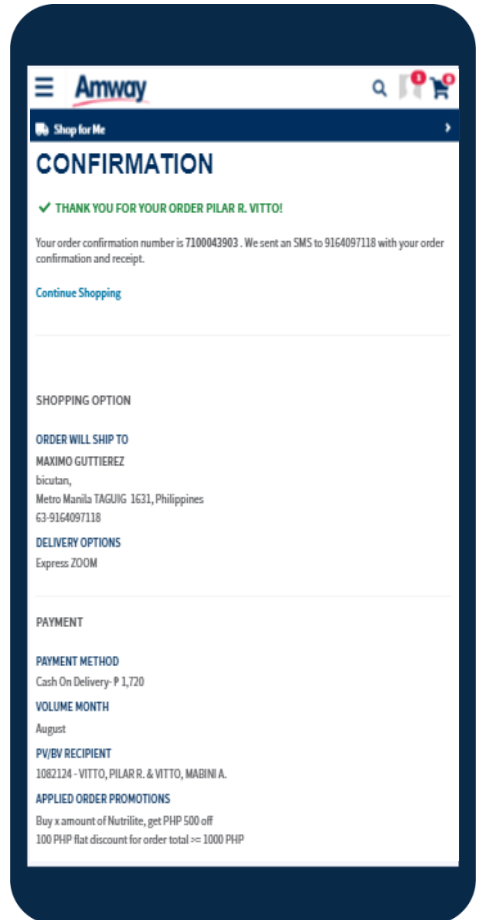 Amway
Shop for Me
CONFIRMATION
THANK YOU FOR YOUR ORDER PILAR R. VITTO!
Your order confirmation number is 7100043903 . We sent an SMS to 9164097118 with your order
confirmation and receipt.
Continue Shopping
SHOPPING OPTION
ORDER WILL SHIP TO
MAXIMO GUTTIEREZ
bicutan,
Metro Manila TAGUIG 1631, Philippines
63-9164097118
DELIVERY OPTIONS
Express ZOOM
PAYMENT
PAYMENT METHOD
Cash On Delivery- ₱ 1,720
VOLUME MONTH
August
PV/BV RECIPIENT
1082124 - VITTO, PILAR R. & VITTO, MABINI A.
APPLIED ORDER PROMOTIONS
Buy x amount of Nutrilite, get PHP 500 off
100 PHP flat discount for order total >= 1000 PHP